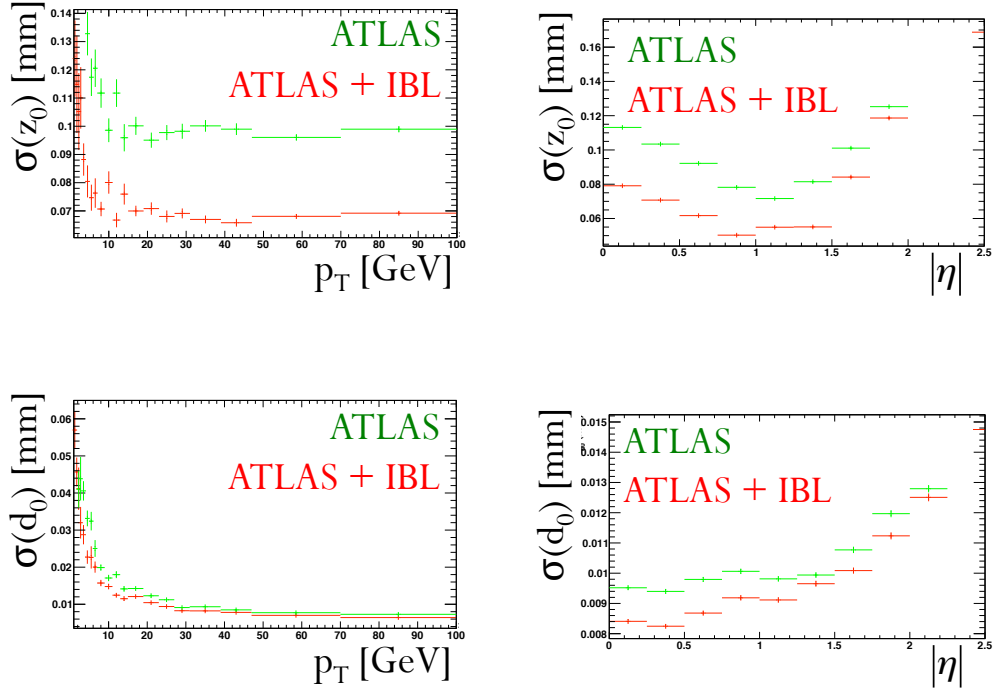 0.14
0.13
0.12
0.11
0.1
0.09
0.08
0.07
σ(z₀) [mm]
ATLAS
ATLAS + IBL
10 20 30 40 50 60 70 80 90 100
p_T [GeV]
0.16
0.14
0.12
0.1
0.08
0.06
σ(z₀) [mm]
ATLAS
ATLAS + IBL
0 0.5 1 1.5 2 2.5
|η|
0.06
0.05
0.04
0.03
0.02
0.01
σ(d₀) [mm]
ATLAS
ATLAS + IBL
10 20 30 40 50 60 70 80 90 100
p_T [GeV]
0.015
0.014
0.013
0.012
0.011
0.01
0.009
0.008
σ(d₀) [mm]
ATLAS
ATLAS + IBL
0 0.5 1 1.5 2 2.5
|η|